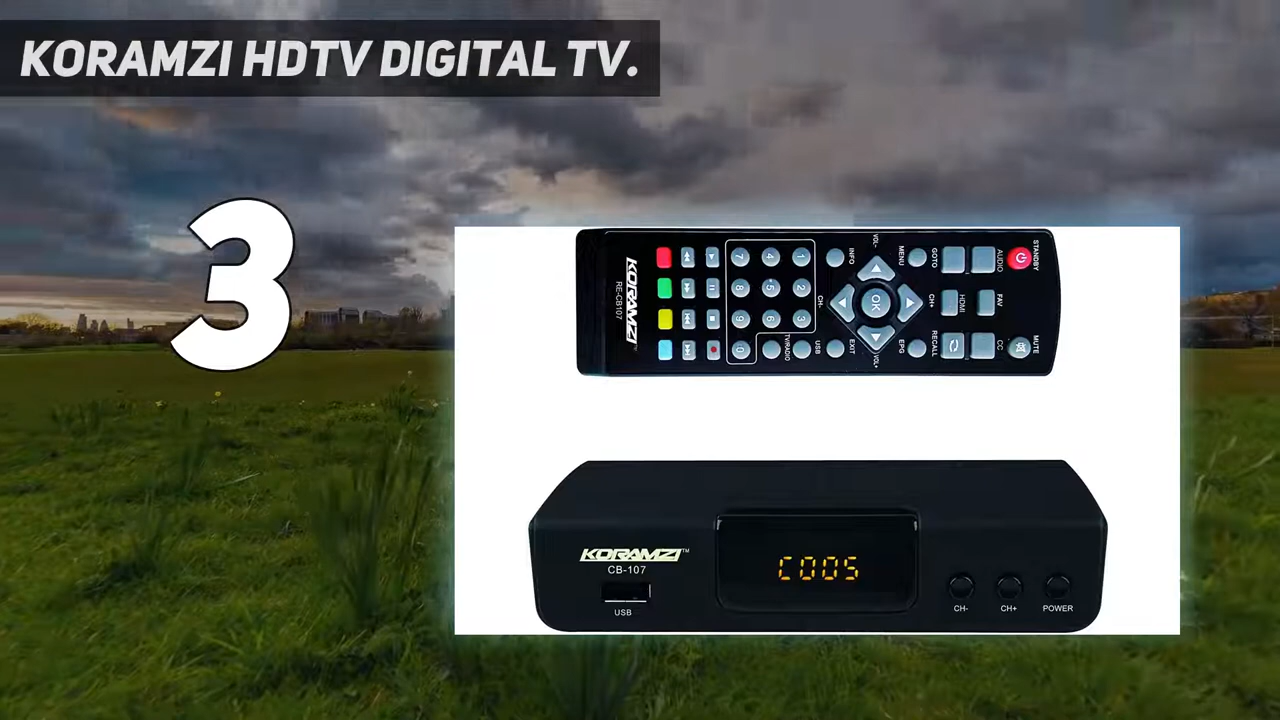 KORAMZI HDTV DIGITAL TV.
3
STANDBY
MUTE
AUDIO
FAV
CC
GOTO
HDMI
RECALL
MENU
CH+
EPG
VOL-
OK
VOL+
INFO
CH-
EXIT
USB
TV/RADIO
1
2
3
4
5
6
7
8
9
0
KORAMZI
RE-CB107
KORAMZI™
CB-107
USB
C005
CH-
CH+
POWER